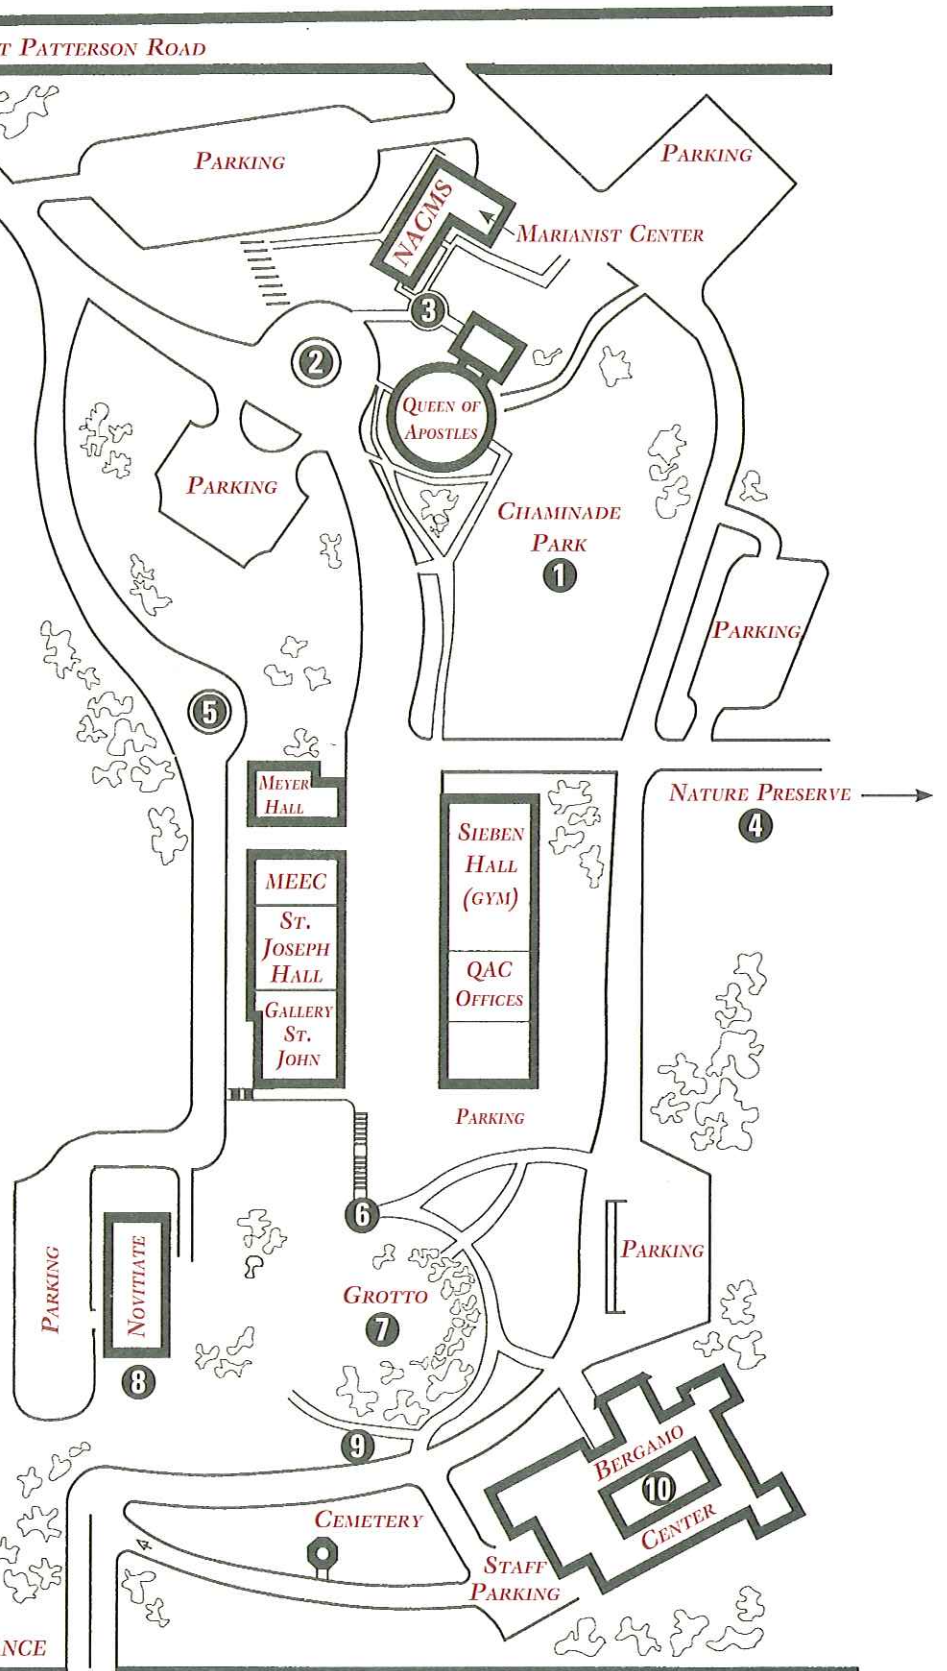 T PATTERSON ROAD
PARKING
PARKING
NACMS
MARIANIST CENTER
3
2
QUEEN OF
APOSTLES
PARKING
CHAMINADE
PARK
1
PARKING
5
MEYER
HALL
NATURE PRESERVE
4
SIEBEN
HALL
(GYM)
MEEC
ST.
JOSEPH
HALL
QAC
OFFICES
GALLERY
ST.
JOHN
PARKING
6
PARKING
PARKING
NOVITIATE
GROTTO
7
8
9
BERGAMO
10
CENTER
CEMETERY
STAFF
PARKING
NCE